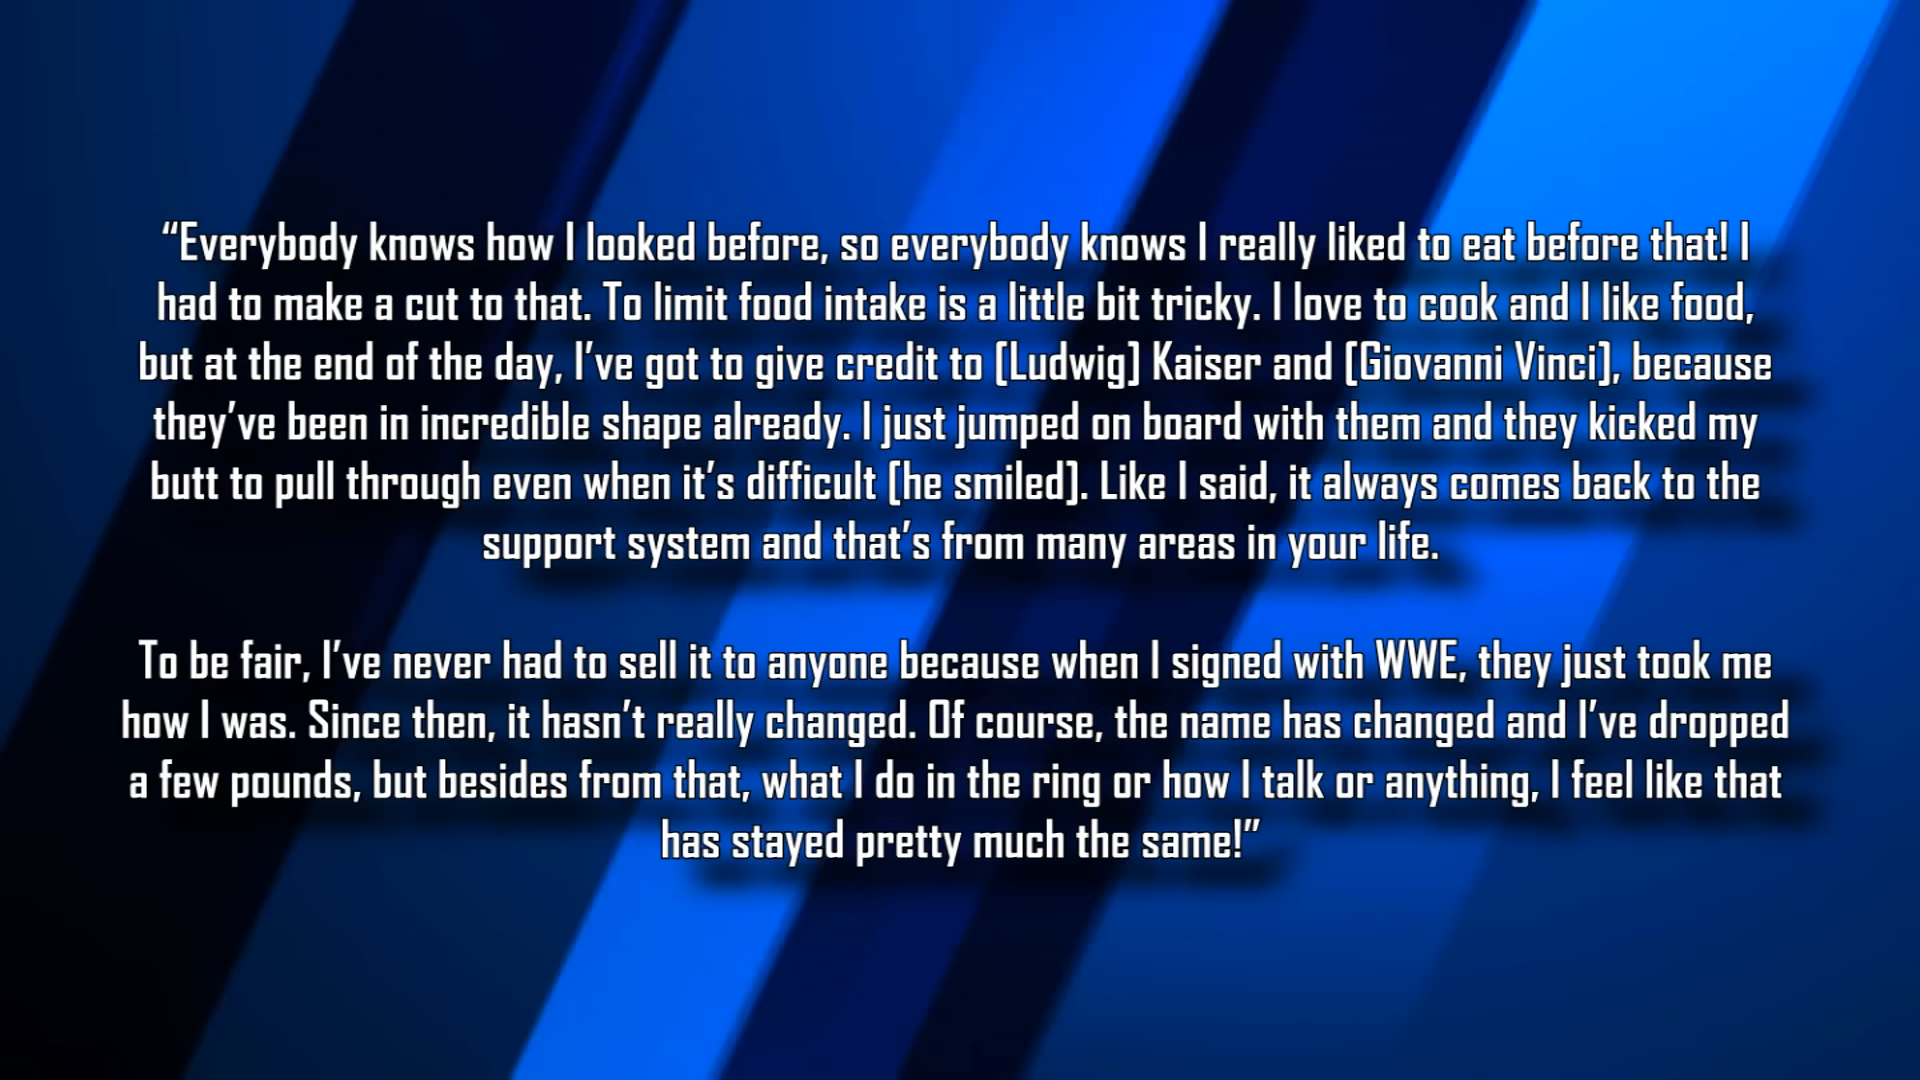 “Everybody knows how I looked before, so everybody knows I really liked to eat before that! I
had to make a cut to that. To limit food intake is a little bit tricky. I love to cook and I like food,
but at the end of the day, I’ve got to give credit to [Ludwig] Kaiser and [Giovanni Vinci], because
they’ve been in incredible shape already. I just jumped on board with them and they kicked my
butt to pull through even when it’s difficult [he smiled]. Like I said, it always comes back to the
support system and that’s from many areas in your life.
To be fair, I’ve never had to sell it to anyone because when I signed with WWE, they just took me
how I was. Since then, it hasn’t really changed. Of course, the name has changed and I’ve dropped
a few pounds, but besides from that, what I do in the ring or how I talk or anything, I feel like that
has stayed pretty much the same!”